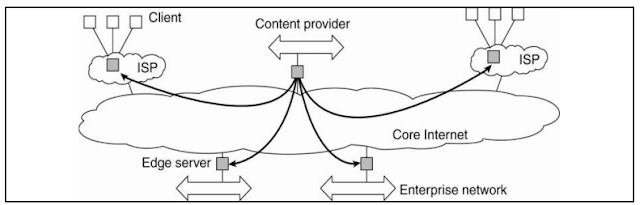 Client
Content provider
ISP
ISP
Core Internet
Edge server
Enterprise network